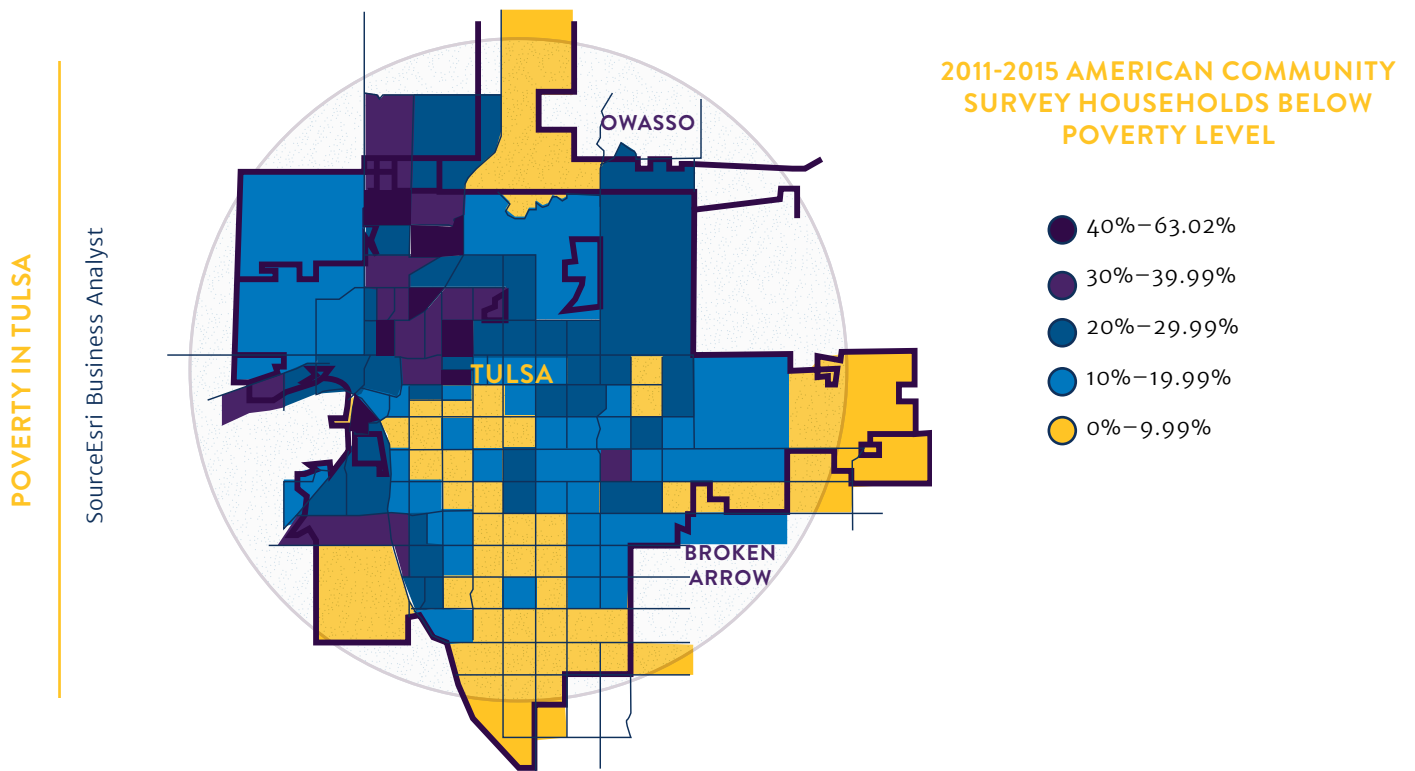 POVERTY IN TULSA
SourceEsri Business Analyst
OWASSO
TULSA
BROKEN
ARROW
2011-2015 AMERICAN COMMUNITY
SURVEY HOUSEHOLDS BELOW
POVERTY LEVEL
40%–63.02%
30%–39.99%
20%–29.99%
10%–19.99%
0%–9.99%